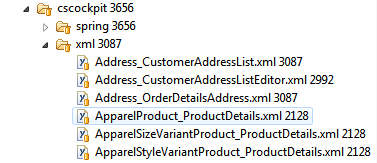 cscockpit 3656
spring 3656
xml 3087
Address_CustomerAddressList.xml 3087
Address_CustomerAddressListEditor.xml 2992
Address_OrderDetailsAddress.xml 3087
ApparelProduct_ProductDetails.xml 2128
ApparelSizeVariantProduct_ProductDetails.xml 2128
ApparelStyleVariantProduct_ProductDetails.xml 2128